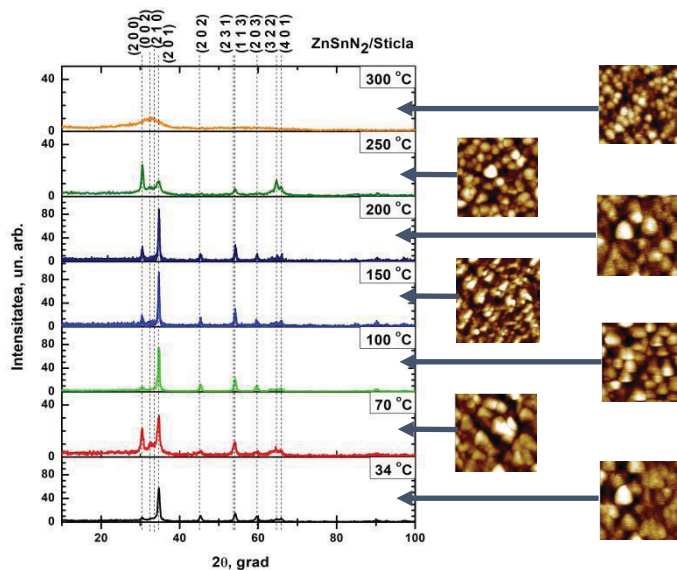 (2 0 0)
(0 0 2)
(2 1 0)
(2 0 1)
(2 0 2)
(2 3 1)
(1 1 3)
(2 0 3)
(3 2 2)
(4 0 1)
ZnSnN₂/Sticla
40
0
300 °C
40
0
250 °C
80
40
0
200 °C
80
40
0
150 °C
80
40
0
100 °C
40
0
70 °C
80
40
0
34 °C
Intensitatea, un. arb.
20 40 60 80 100
2θ, grad